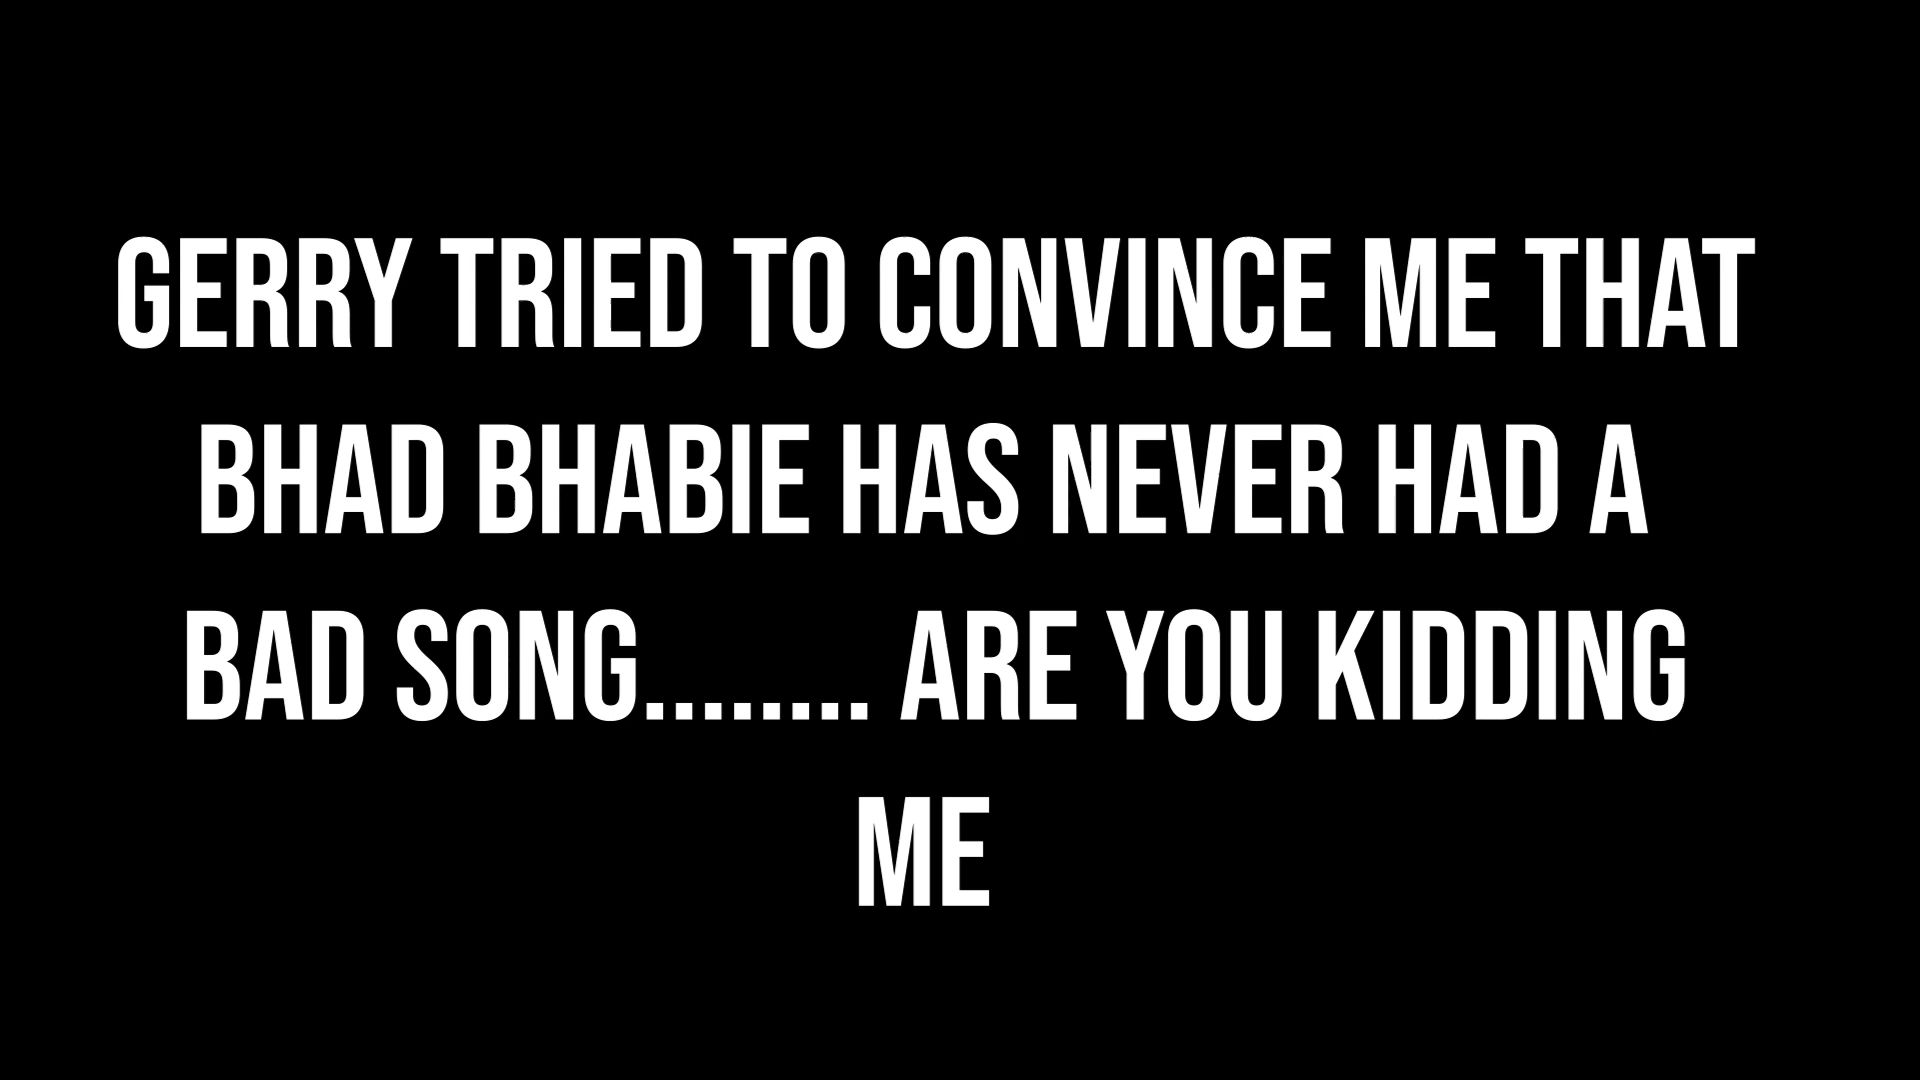 GERRY TRIED TO CONVINCE ME THAT
BHAD BHABIE HAS NEVER HAD A
BAD SONG........ ARE YOU KIDDING
ME